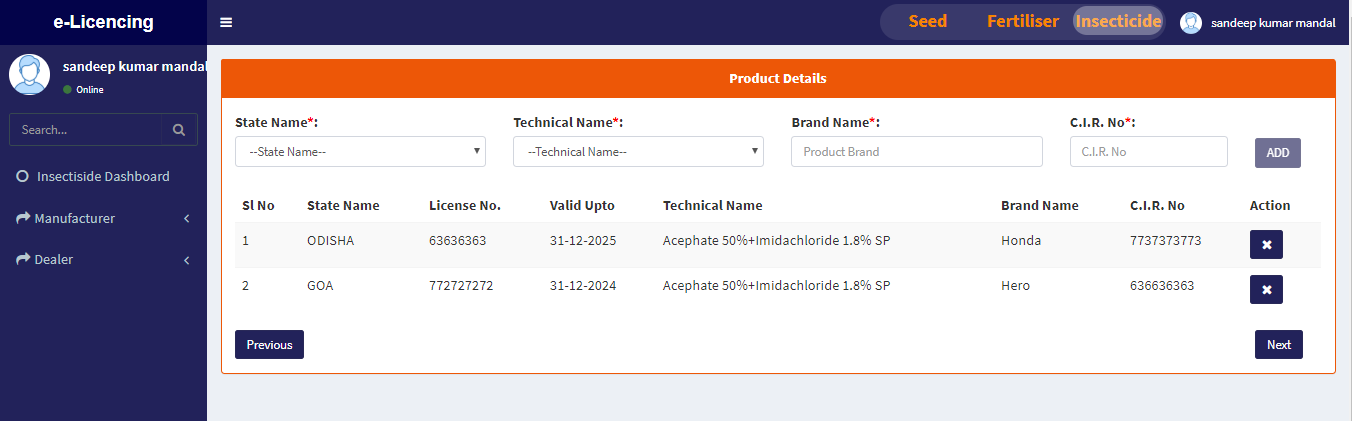 e-Licencing
Seed Fertiliser Insecticide sandeep kumar mandal
sandeep kumar mandal
Online
Search...
Insectiside Dashboard
Manufacturer
Dealer
Product Details
State Name*: Technical Name*: Brand Name*: C.I.R. No*:
--State Name-- --Technical Name-- Product Brand C.I.R. No ADD
Sl No State Name License No. Valid Upto Technical Name Brand Name C.I.R. No Action
1 ODISHA 63636363 31-12-2025 Acephate 50%+Imidachloride 1.8% SP Honda 7737373773
2 GOA 772727272 31-12-2024 Acephate 50%+Imidachloride 1.8% SP Hero 636636363
Previous Next